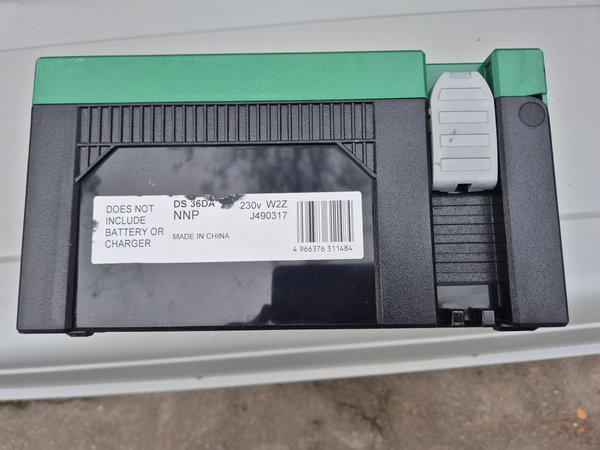 DOES NOT
INCLUDE
BATTERY OR
CHARGER
DS 36DA 230v W2Z
NNP J490317
MADE IN CHINA
4 966376 311484